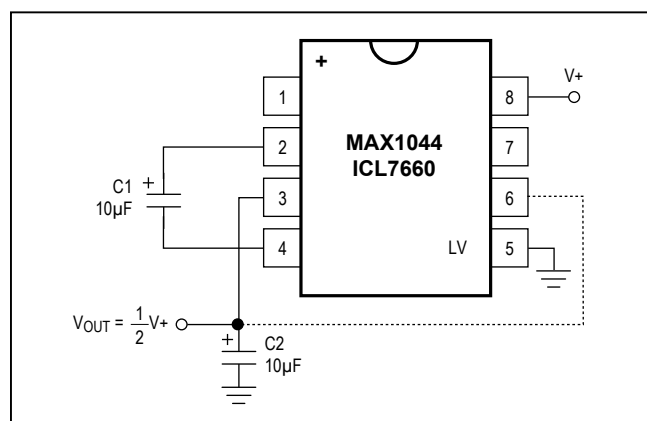 +
V+
1
8
MAX1044
ICL7660
2
7
C1
+
10μF
3
6
4
LV
5
VOUT = 1/2 V+
+
C2
10μF